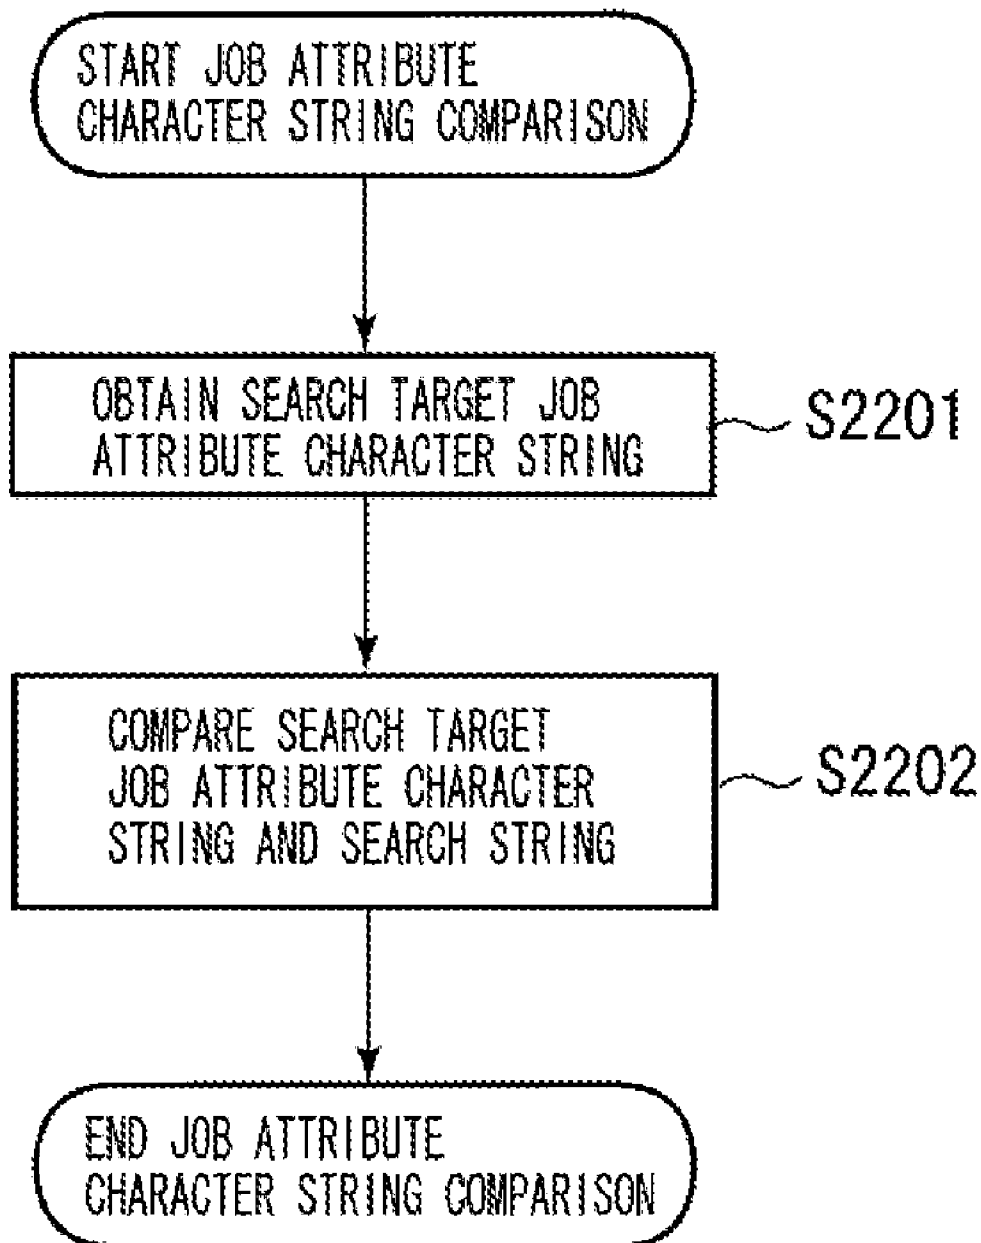 START JOB ATTRIBUTE
CHARACTER STRING COMPARISON
OBTAIN SEARCH TARGET JOB
ATTRIBUTE CHARACTER STRING
S2201
COMPARE SEARCH TARGET
JOB ATTRIBUTE CHARACTER
STRING AND SEARCH STRING
S2202
END JOB ATTRIBUTE
CHARACTER STRING COMPARISON